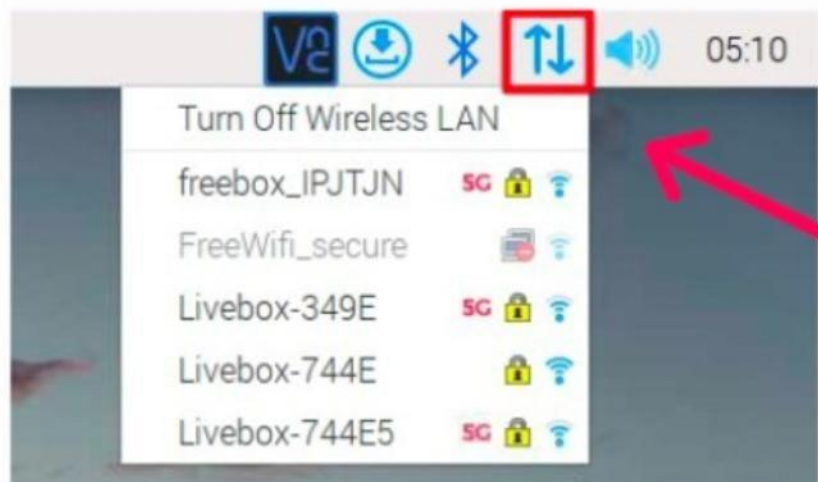 V2 05:10
Turn Off Wireless LAN
freebox_IPJTJN 5G
FreeWifi_secure
Livebox-349E 5G
Livebox-744E
Livebox-744E5 5G